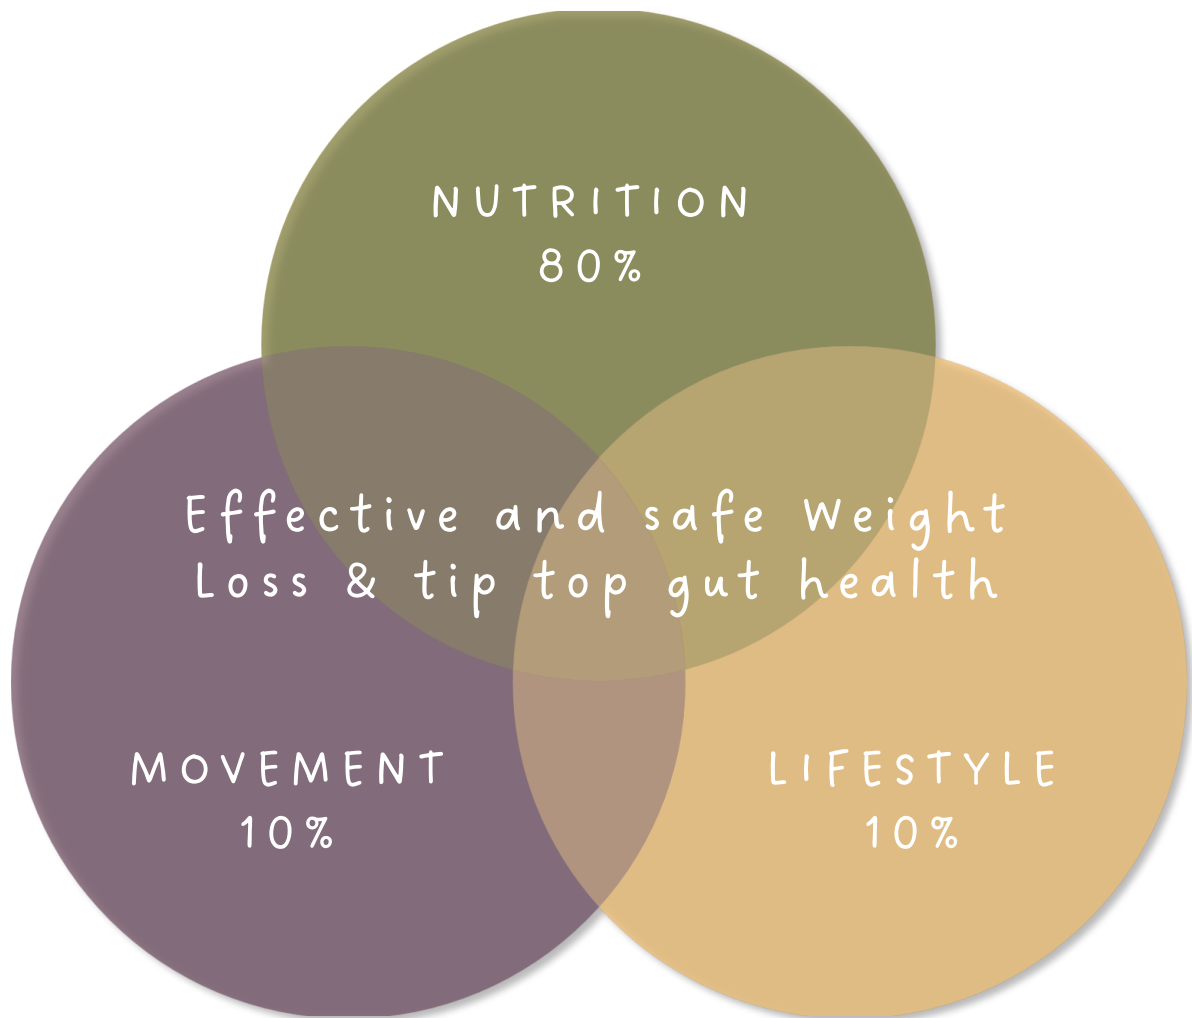 NUTRITION
80%
Effective and safe Weight
Loss & tip top gut health
MOVEMENT
10%
LIFESTYLE
10%